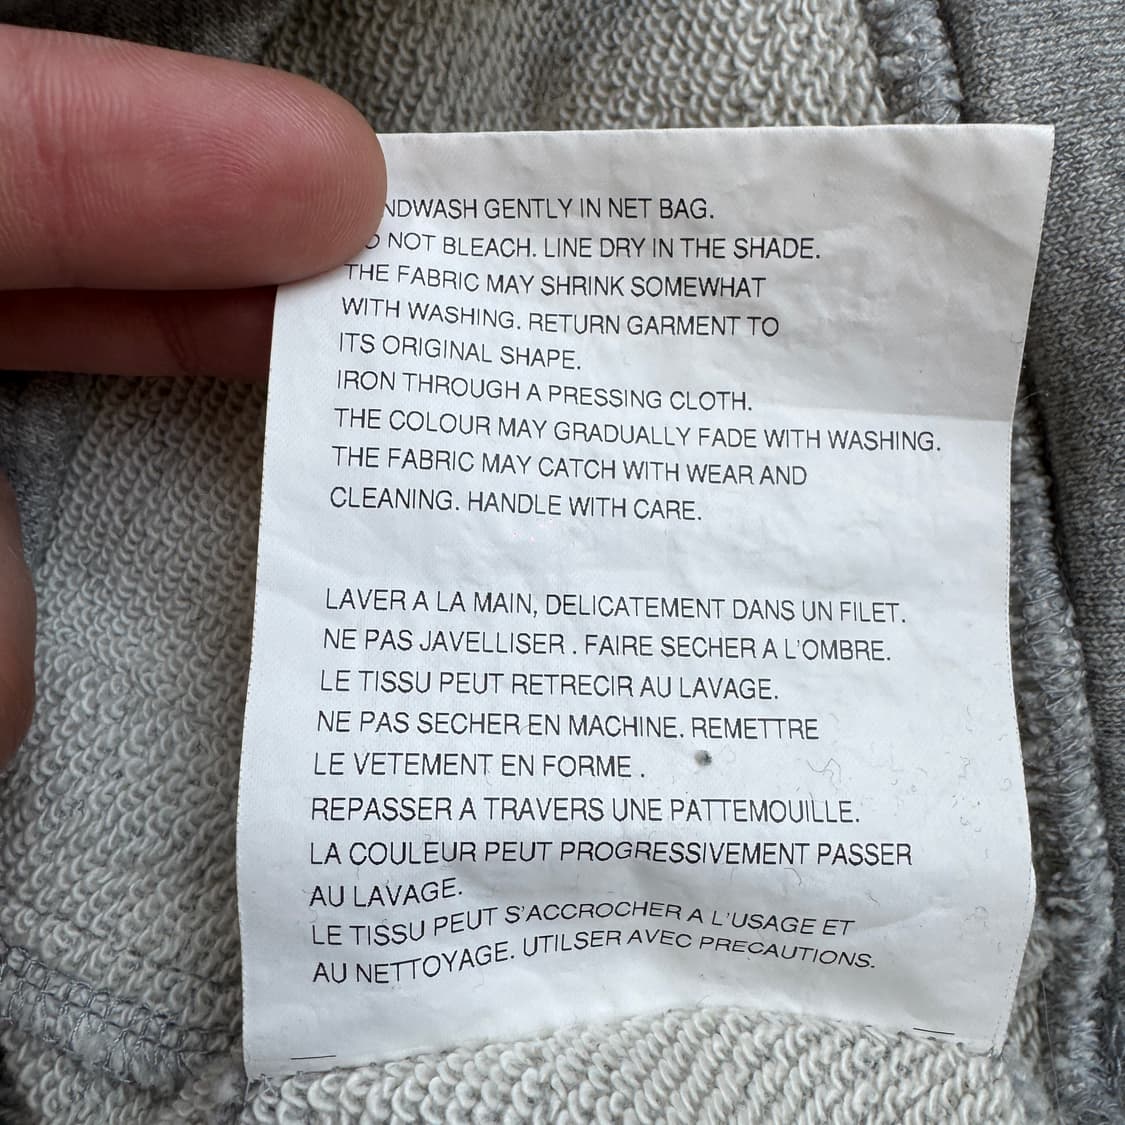 NDWASH GENTLY IN NET BAG.
NOT BLEACH. LINE DRY IN THE SHADE.
THE FABRIC MAY SHRINK SOMEWHAT
WITH WASHING. RETURN GARMENT TO
ITS ORIGINAL SHAPE.
IRON THROUGH A PRESSING CLOTH.
THE COLOUR MAY GRADUALLY FADE WITH WASHING.
THE FABRIC MAY CATCH WITH WEAR AND
CLEANING. HANDLE WITH CARE.
LAVER A LA MAIN, DELICATEMENT DANS UN FILET.
NE PAS JAVELLISER . FAIRE SECHER A L'OMBRE.
LE TISSU PEUT RETRECIR AU LAVAGE.
NE PAS SECHER EN MACHINE. REMETTRE
LE VETEMENT EN FORME .
REPASSER A TRAVERS UNE PATTEMOUILLE.
LA COULEUR PEUT PROGRESSIVEMENT PASSER
AU LAVAGE.
LE TISSU PEUT S'ACCROCHER A L'USAGE ET
AU NETTOYAGE. UTILSER AVEC PRECAUTIONS.